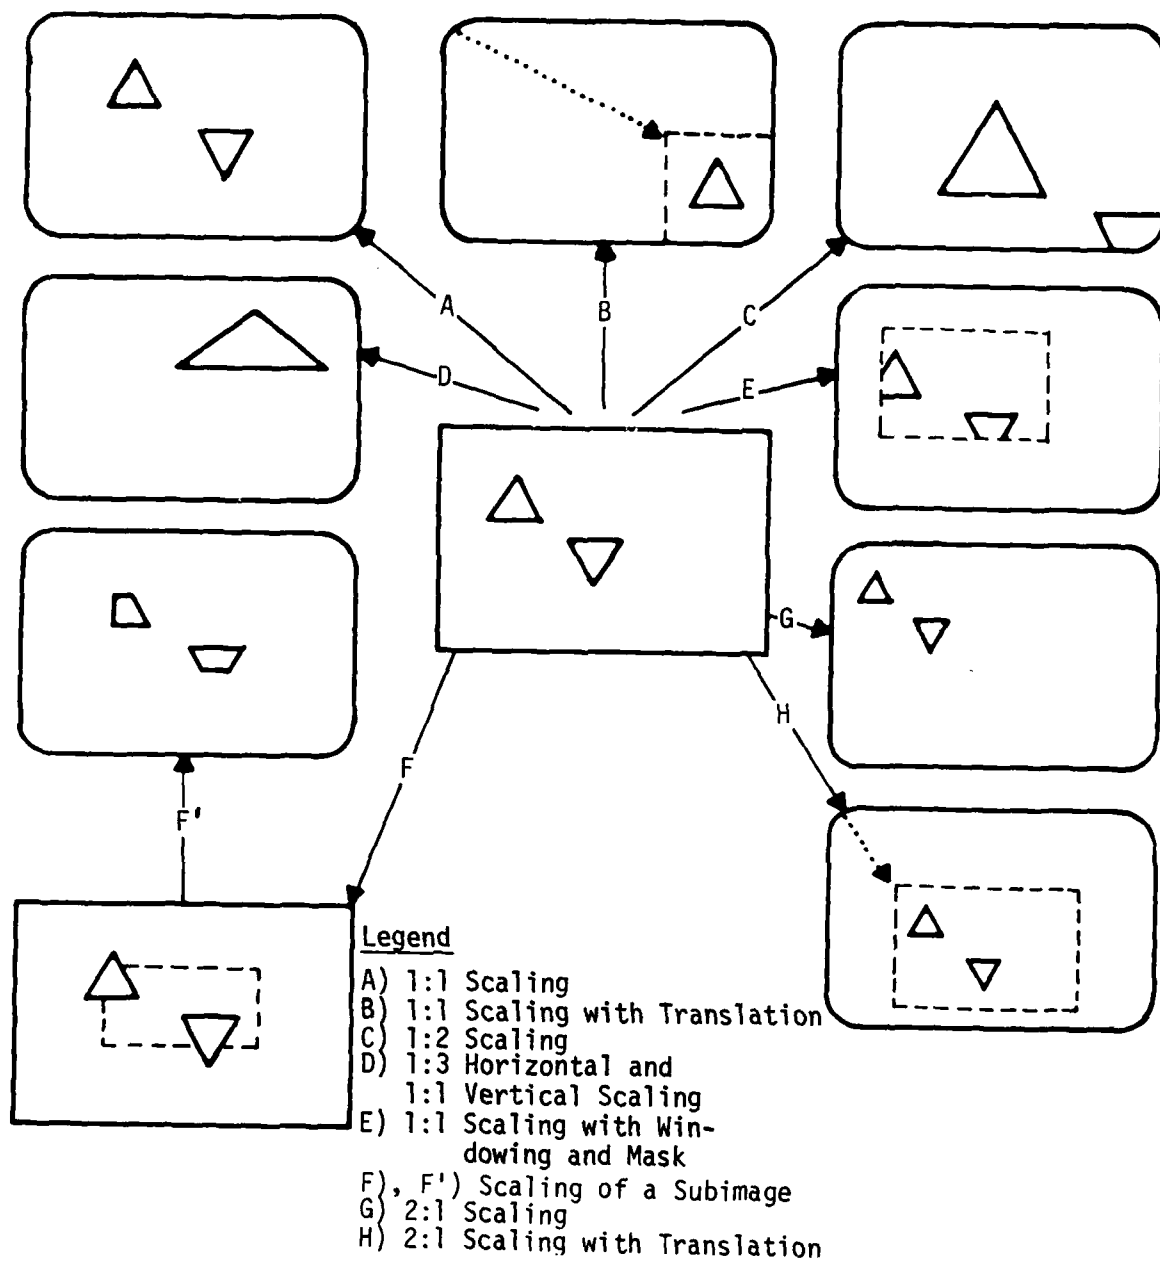 A
B
C
D
E
G
H
F
F'
Legend
A) 1:1 Scaling
B) 1:1 Scaling with Translation
C) 1:2 Scaling
D) 1:3 Horizontal and
1:1 Vertical Scaling
E) 1:1 Scaling with Win-
dowing and Mask
F), F') Scaling of a Subimage
G) 2:1 Scaling
H) 2:1 Scaling with Translation